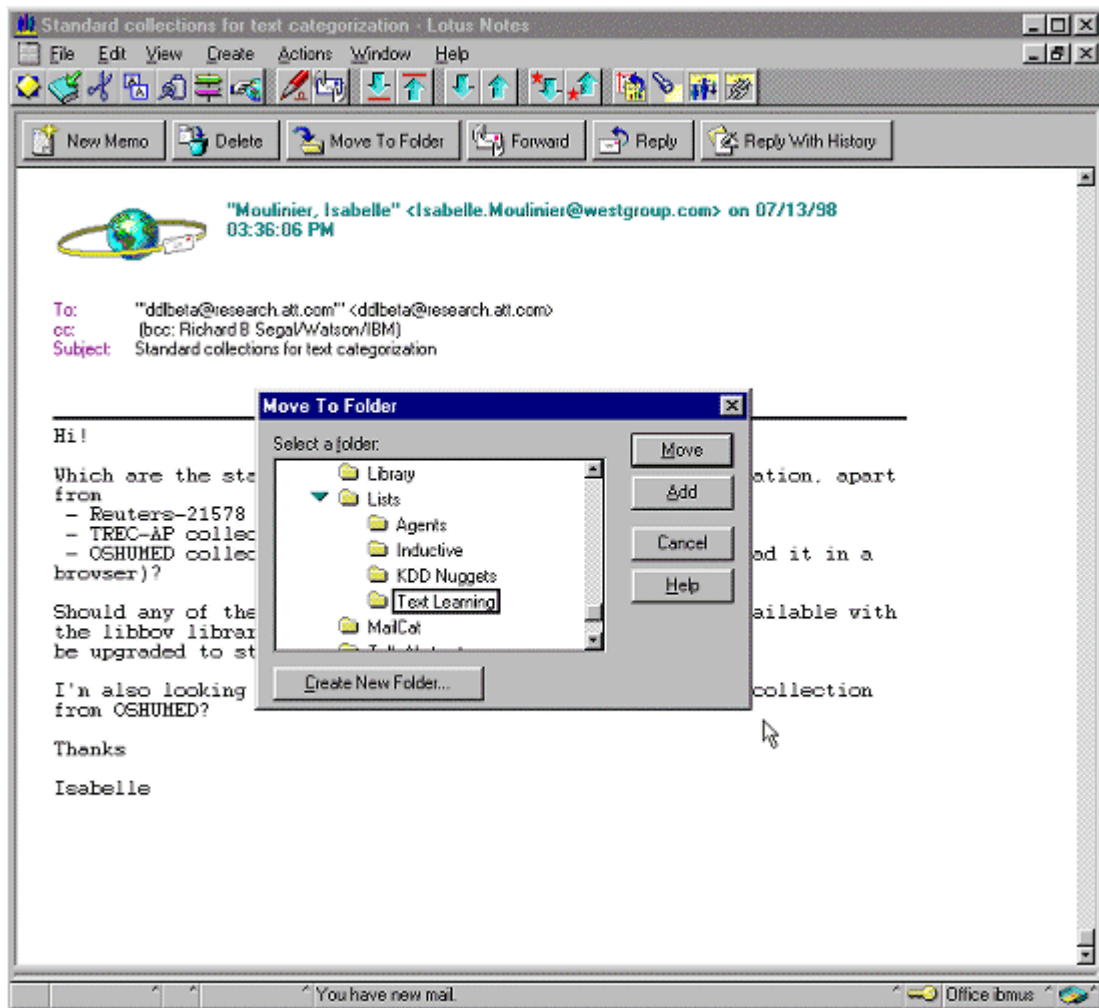 Standard collections for text categorization - Lotus Notes
File Edit View Create Actions Window Help
New Memo Delete Move To Folder Forward Reply Reply With History
"Moulinier, Isabelle" <Isabelle.Moulinier@westgroup.com> on 07/13/98
03:36:06 PM
To: "'ddlbeta@research.att.com'" <ddlbeta@research.att.com>
cc: (bcc: Richard B Segal/Watson/IBM)
Subject: Standard collections for text categorization
Move To Folder
Select a folder:
Library
Lists
Agents
Inductive
KDD Nuggets
Text Learning
MailCat
Create New Folder...
Move
Add
Cancel
Help
Hi!
Which are the sta ation, apart
from
- Reuters-21578
- TREC-AP collec
- OSHUMED collec ad it in a
browser)?
Should any of the ailable with
the libbow librar
be upgraded to st
I'm also looking collection
from OSHUMED?
Thanks
Isabelle
You have new mail. Office ibmus